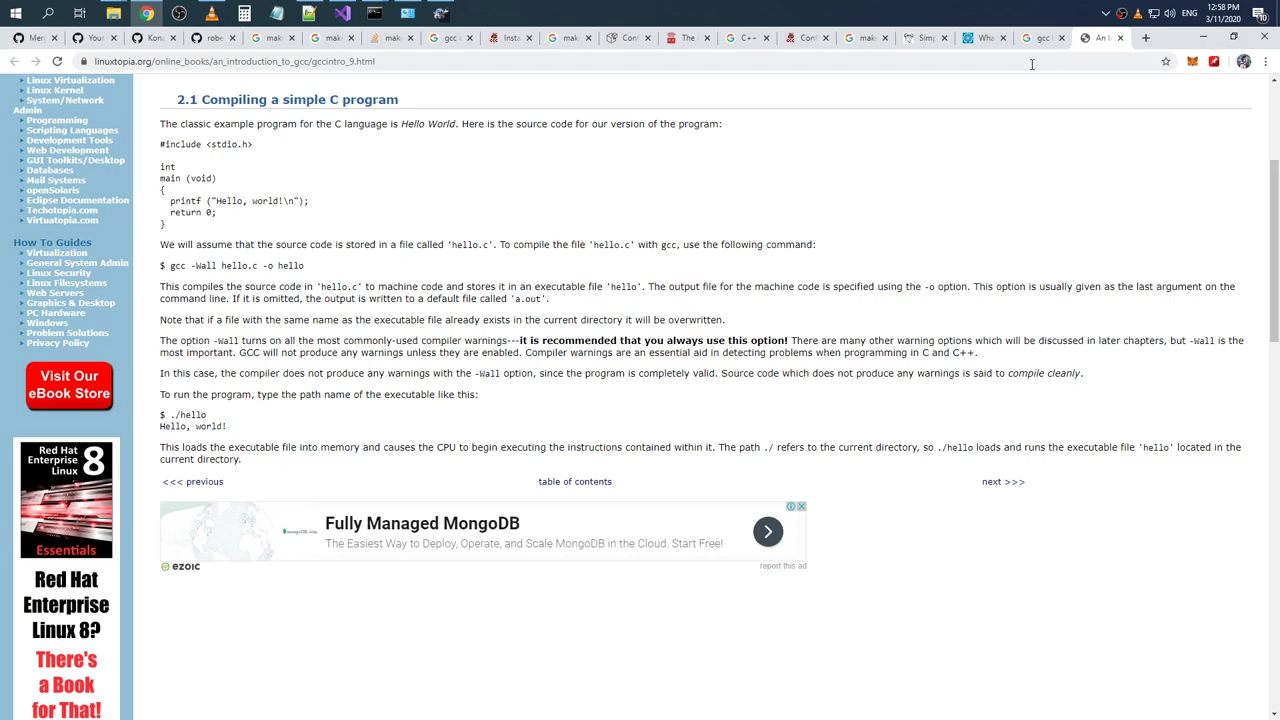 12:58 PM
ENG
3/11/2020
10
Mer
Your
Kona
robe
mak
mak
mak
gcc
Insta
mak
Conf
The
C++
Conf
mak
Simp
Wha
gcc
An I
linuxtopia.org/online_books/an_introduction_to_gcc/gccintro_9.html
Linux Virtualization
Linux Kernel
System/Network
Admin
Programming
Scripting Languages
Development Tools
Web Development
GUI Toolkits/Desktop
Databases
Mail Systems
openSolaris
Eclipse Documentation
Techotopia.com
Virtuatopia.com
How To Guides
Virtualization
General System Admin
Linux Security
Linux Filesystems
Web Servers
Graphics & Desktop
PC Hardware
Windows
Problem Solutions
Privacy Policy
Visit Our
eBook Store
Red Hat
Enterprise
Linux 8
Essentials
Red Hat
Enterprise
Linux 8?
There's
a Book
for That!
2.1 Compiling a simple C program
The classic example program for the C language is Hello World. Here is the source code for our version of the program:
#include <stdio.h>
int
main (void)
{
printf ("Hello, world!\n");
return 0;
}
We will assume that the source code is stored in a file called 'hello.c'. To compile the file 'hello.c' with gcc, use the following command:
$ gcc -Wall hello.c -o hello
This compiles the source code in 'hello.c' to machine code and stores it in an executable file 'hello'. The output file for the machine code is specified using the -o option. This option is usually given as the last argument on the
command line. If it is omitted, the output is written to a default file called 'a.out'.
Note that if a file with the same name as the executable file already exists in the current directory it will be overwritten.
The option -Wall turns on all the most commonly-used compiler warnings---it is recommended that you always use this option! There are many other warning options which will be discussed in later chapters, but -Wall is the
most important. GCC will not produce any warnings unless they are enabled. Compiler warnings are an essential aid in detecting problems when programming in C and C++.
In this case, the compiler does not produce any warnings with the -Wall option, since the program is completely valid. Source code which does not produce any warnings is said to compile cleanly.
To run the program, type the path name of the executable like this:
$ ./hello
Hello, world!
This loads the executable file into memory and causes the CPU to begin executing the instructions contained within it. The path ./ refers to the current directory, so ./hello loads and runs the executable file 'hello' located in the
current directory.
<<< previous
table of contents
next >>>
Fully Managed MongoDB
The Easiest Way to Deploy, Operate, and Scale MongoDB in the Cloud. Start Free!
ezoic
report this ad